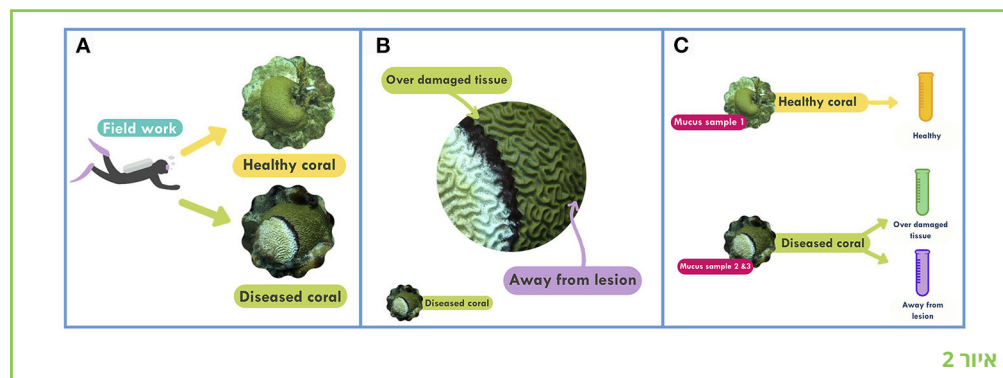 A
Field work
Healthy coral
Diseased coral
B
Over damaged tissue
Away from lesion
Diseased coral
C
Healthy coral
Mucus sample 1
Healthy
Diseased coral
Mucus sample 2 &3
Over damaged
tissue
Away from
lesion
איור 2